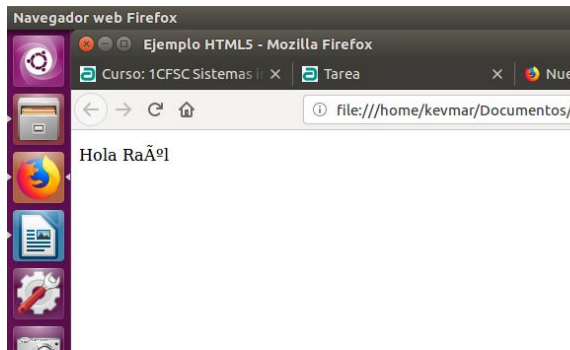 Navegador web Firefox
Ejemplo HTML5 - Mozilla Firefox
Curso: 1CFSC Sistemas i
Tarea
Nue
file:///home/kevmar/Documentos/
Hola RaÃºl